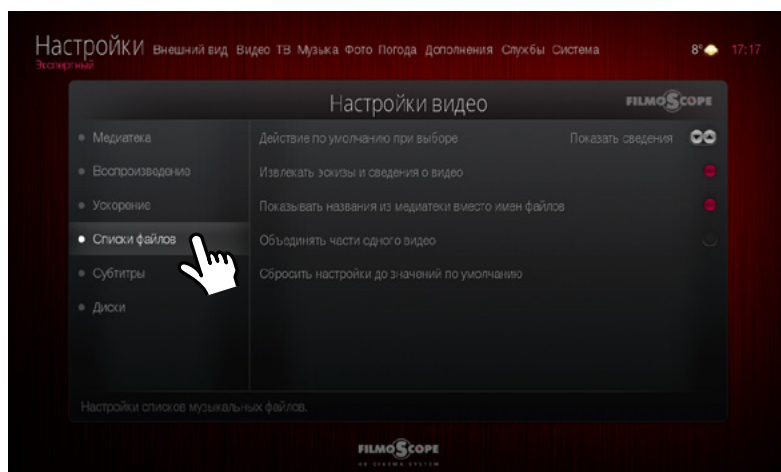 Настройки Внешний вид Видео ТВ Музыка Фото Погода Дополнения Службы Система 8° 17:17
Экспертный
Настройки видео FILMOSCOPE
Медиатека Действие по умолчанию при выборе Показать сведения
Воспроизведение Извлекать эскизы и сведения о видео
Ускорение Показывать названия из медиатеки вместо имен файлов
Списки файлов Объединять части одного видео
Субтитры Сбросить настройки до значений по умолчанию
Диски
Настройки списков музыкальных файлов.
FILMOSCOPE